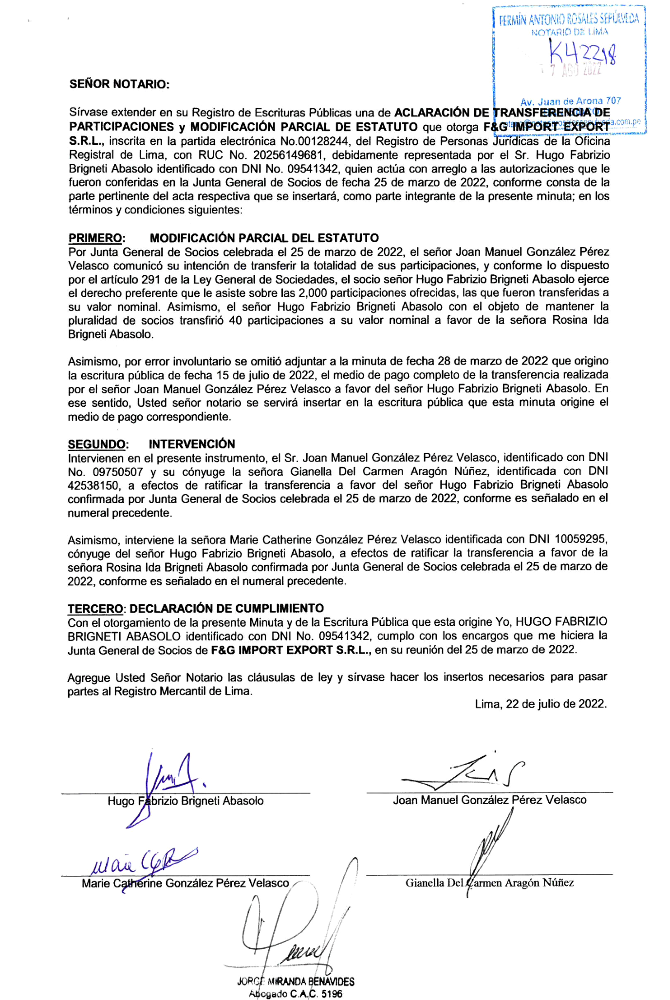 FERMÍN ANTONIO ROSALES SEPÚLVEDA
NOTARIO DE LIMA
K42218
7 AGO 2022
Av. Juan de Arona 707
SEÑOR NOTARIO:
Sírvase extender en su Registro de Escrituras Públicas una de ACLARACIÓN DE TRANSFERENCIA DE
PARTICIPACIONES y MODIFICACIÓN PARCIAL DE ESTATUTO que otorga F&G IMPORT EXPORT
S.R.L., inscrita en la partida electrónica No.00128244, del Registro de Personas Jurídicas de la Oficina
Registral de Lima, con RUC No. 20256149681, debidamente representada por el Sr. Hugo Fabrizio
Brigneti Abasolo identificado con DNI No. 09541342, quien actúa con arreglo a las autorizaciones que le
fueron conferidas en la Junta General de Socios de fecha 25 de marzo de 2022, conforme consta de la
parte pertinente del acta respectiva que se insertará, como parte integrante de la presente minuta; en los
términos y condiciones siguientes:
PRIMERO: MODIFICACIÓN PARCIAL DEL ESTATUTO
Por Junta General de Socios celebrada el 25 de marzo de 2022, el señor Joan Manuel González Pérez
Velasco comunicó su intención de transferir la totalidad de sus participaciones, y conforme lo dispuesto
por el artículo 291 de la Ley General de Sociedades, el socio señor Hugo Fabrizio Brigneti Abasolo ejerce
el derecho preferente que le asiste sobre las 2,000 participaciones ofrecidas, las que fueron transferidas a
su valor nominal. Asimismo, el señor Hugo Fabrizio Brigneti Abasolo con el objeto de mantener la
pluralidad de socios transfirió 40 participaciones a su valor nominal a favor de la señora Rosina Ida
Brigneti Abasolo.
Asimismo, por error involuntario se omitió adjuntar a la minuta de fecha 28 de marzo de 2022 que origino
la escritura pública de fecha 15 de julio de 2022, el medio de pago completo de la transferencia realizada
por el señor Joan Manuel González Pérez Velasco a favor del señor Hugo Fabrizio Brigneti Abasolo. En
ese sentido, Usted señor notario se servirá insertar en la escritura pública que esta minuta origine el
medio de pago correspondiente.
SEGUNDO: INTERVENCIÓN
Intervienen en el presente instrumento, el Sr. Joan Manuel González Pérez Velasco, identificado con DNI
No. 09750507 y su cónyuge la señora Gianella Del Carmen Aragón Núñez, identificada con DNI
42538150, a efectos de ratificar la transferencia a favor del señor Hugo Fabrizio Brigneti Abasolo
confirmada por Junta General de Socios celebrada el 25 de marzo de 2022, conforme es señalado en el
numeral precedente.
Asimismo, interviene la señora Marie Catherine González Pérez Velasco identificada con DNI 10059295,
cónyuge del señor Hugo Fabrizio Brigneti Abasolo, a efectos de ratificar la transferencia a favor de la
señora Rosina Ida Brigneti Abasolo confirmada por Junta General de Socios celebrada el 25 de marzo de
2022, conforme es señalado en el numeral precedente.
TERCERO: DECLARACIÓN DE CUMPLIMIENTO
Con el otorgamiento de la presente Minuta y de la Escritura Pública que esta origine Yo, HUGO FABRIZIO
BRIGNETI ABASOLO identificado con DNI No. 09541342, cumplo con los encargos que me hiciera la
Junta General de Socios de F&G IMPORT EXPORT S.R.L., en su reunión del 25 de marzo de 2022.
Agregue Usted Señor Notario las cláusulas de ley y sírvase hacer los insertos necesarios para pasar
partes al Registro Mercantil de Lima.
Lima, 22 de julio de 2022.
Hugo Fabrizio Brigneti Abasolo
Joan Manuel González Pérez Velasco
Marie Catherine González Pérez Velasco
Gianella Del Carmen Aragón Núñez
JORGE MIRANDA BENAVIDES
Abogado C.A.C. 5196